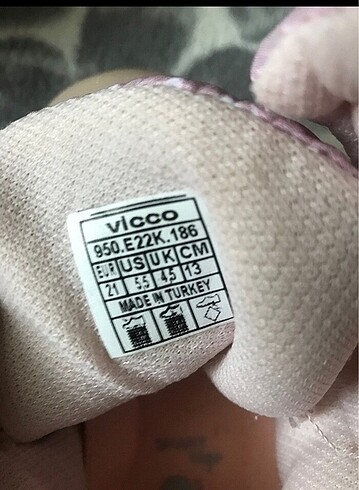 vicco
950.E22K.186
EUR US UK CM
21 5,5 4,5 13
MADE IN TURKEY